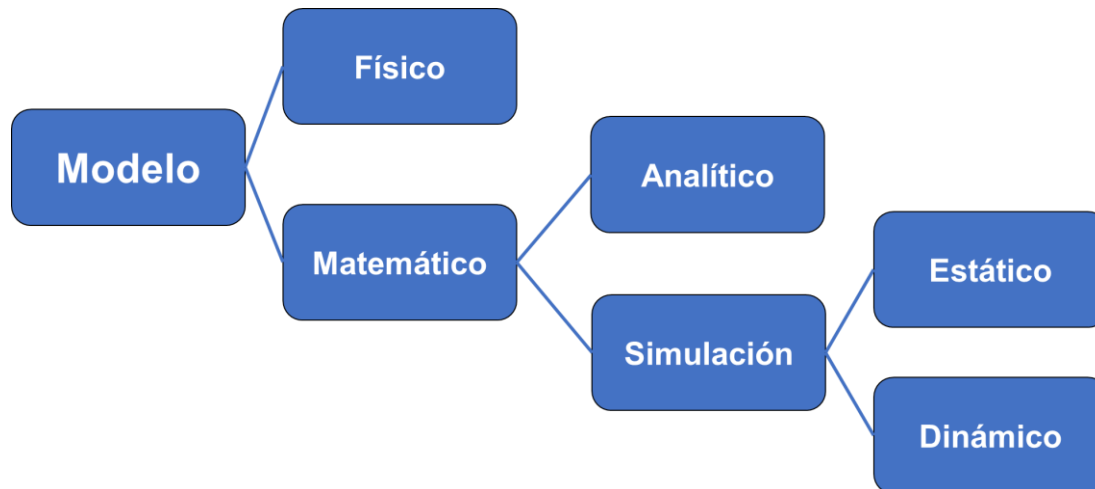 Modelo
Físico
Matemático
Analítico
Simulación
Estático
Dinámico